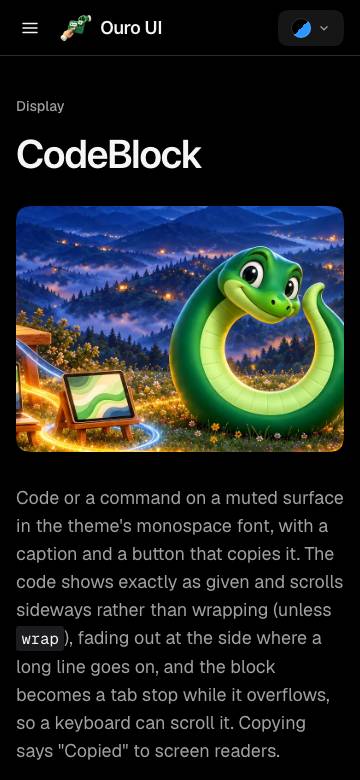 Ouro UI
Display
CodeBlock
Code or a command on a muted surface
in the theme's monospace font, with a
caption and a button that copies it. The
code shows exactly as given and scrolls
sideways rather than wrapping (unless
wrap), fading out at the side where a
long line goes on, and the block
becomes a tab stop while it overflows,
so a keyboard can scroll it. Copying
says "Copied" to screen readers.